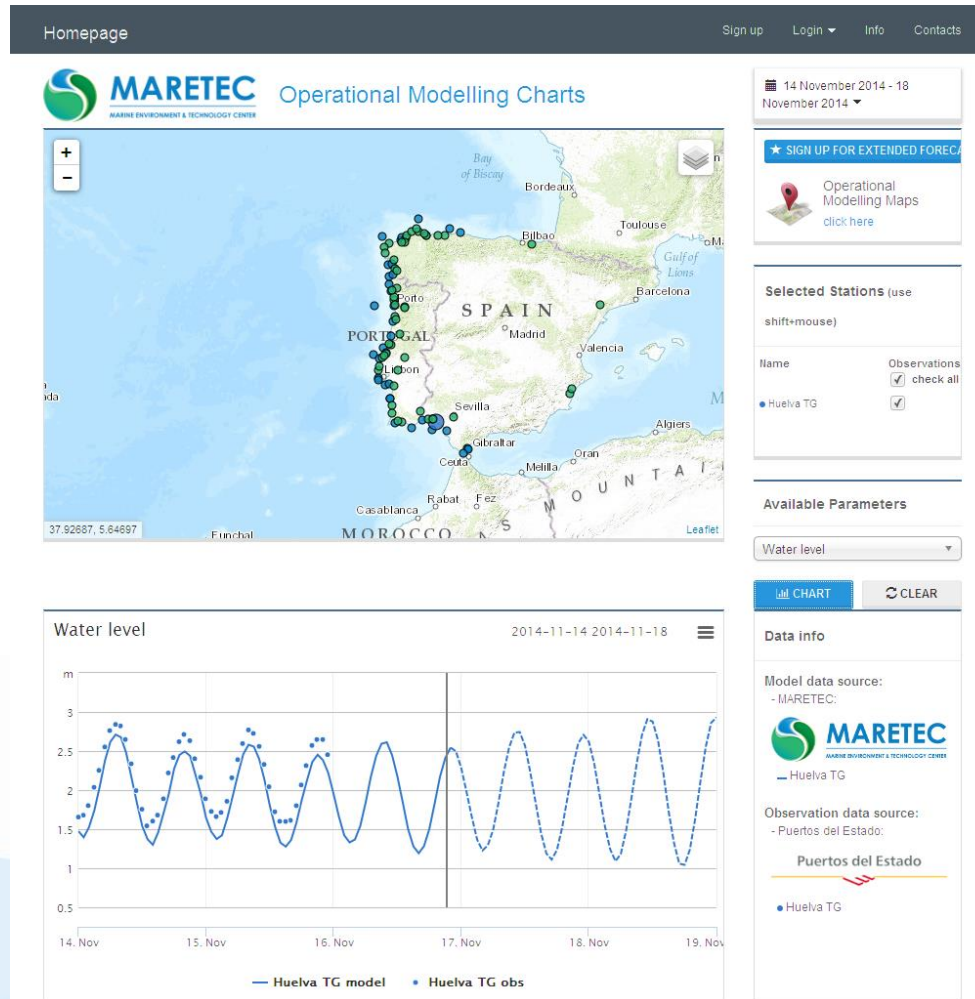 Homepage
Sign up Login Info Contacts
MARETEC
MARINE ENVIRONMENT & TECHNOLOGY CENTER
Operational Modelling Charts
14 November 2014 - 18
November 2014
+
−
Bay
of Biscay
Bordeaux
Toulouse
Bilbao
Gulf of
Lions
Porto
Barcelona
SPAIN
PORTUGAL
Madrid
Valencia
Lisbon
Sevilla
Algiers
Gibraltar
Ceuta
Melilla
Oran
Rabat
Fez
Casablanca
MOROCCO
37.92687, 5.64697
Funchal
Leaflet
★ SIGN UP FOR EXTENDED FORECA
Operational
Modelling Maps
click here
Selected Stations (use
shift+mouse)
Name Observations
check all
Huelva TG
Available Parameters
Water level
CHART CLEAR
Water level
2014-11-14 2014-11-18
m
3
2.5
2
1.5
1
0.5
14. Nov 15. Nov 16. Nov 17. Nov 18. Nov 19. Nov
Huelva TG model Huelva TG obs
Data info
Model data source:
- MARETEC:
MARETEC
MARINE ENVIRONMENT & TECHNOLOGY CENTER
Huelva TG
Observation data source:
- Puertos del Estado:
Puertos del Estado
Huelva TG